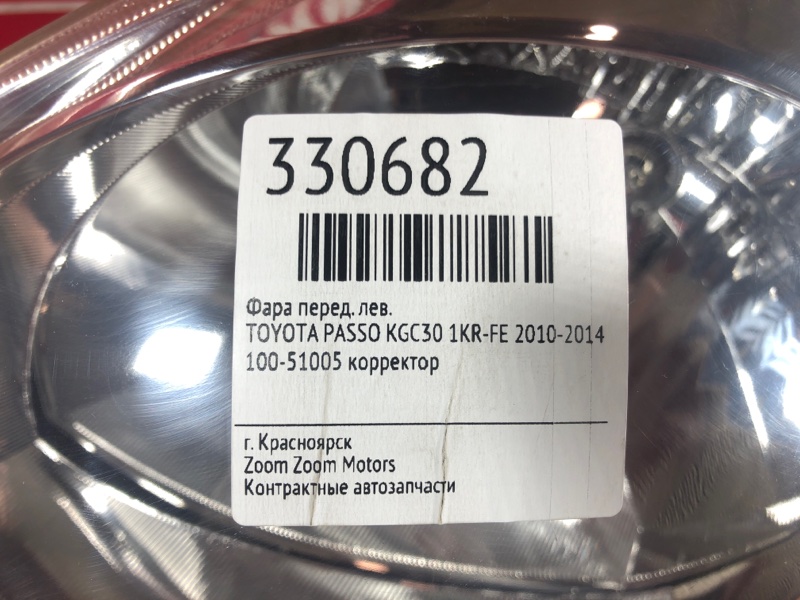 330682
Фара перед. лев.
TOYOTA PASSO KGC30 1KR-FE 2010-2014
100-51005 корректор
г. Красноярск
Zoom Zoom Motors
Контрактные автозапчасти